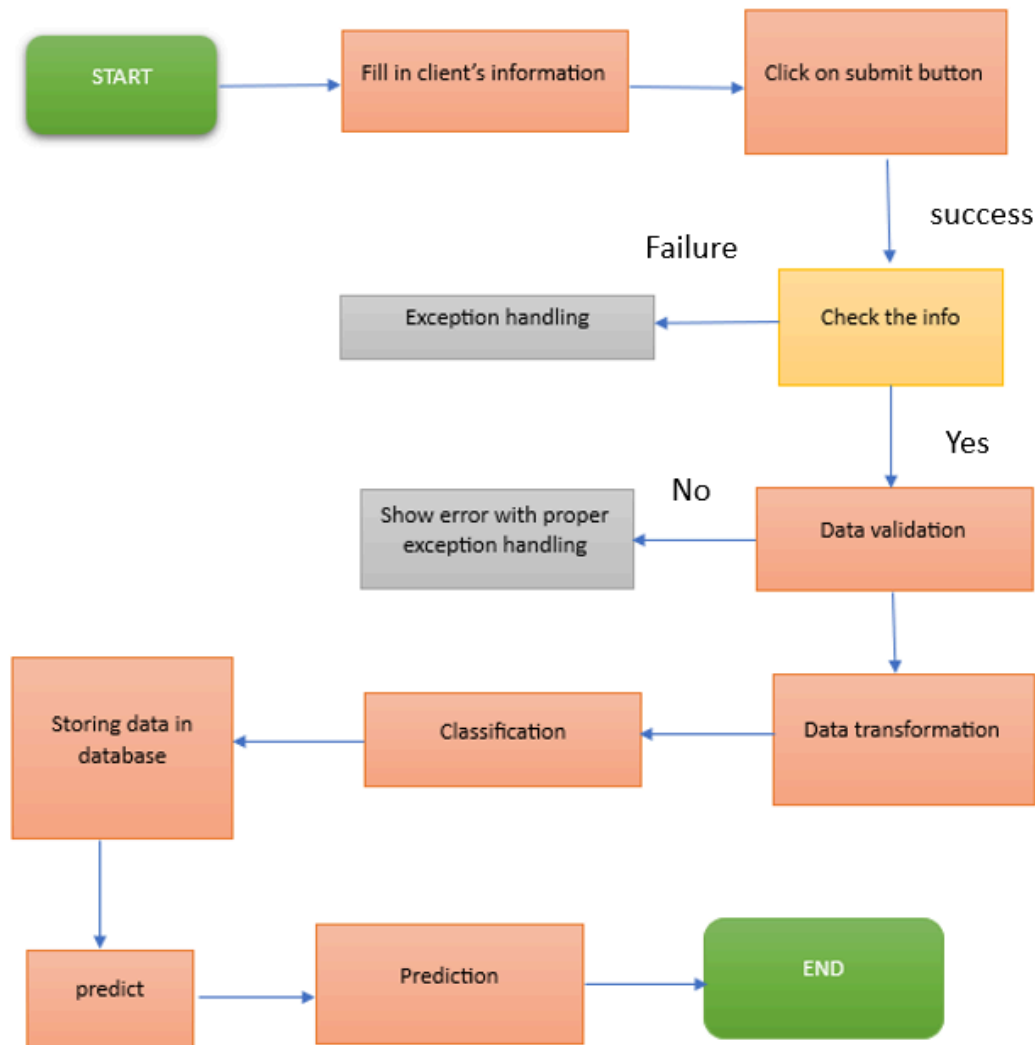 START
Fill in client’s information
Click on submit button
success
Failure
Exception handling
Check the info
Yes
No
Show error with proper
exception handling
Data validation
Storing data in
database
Classification
Data transformation
predict
Prediction
END